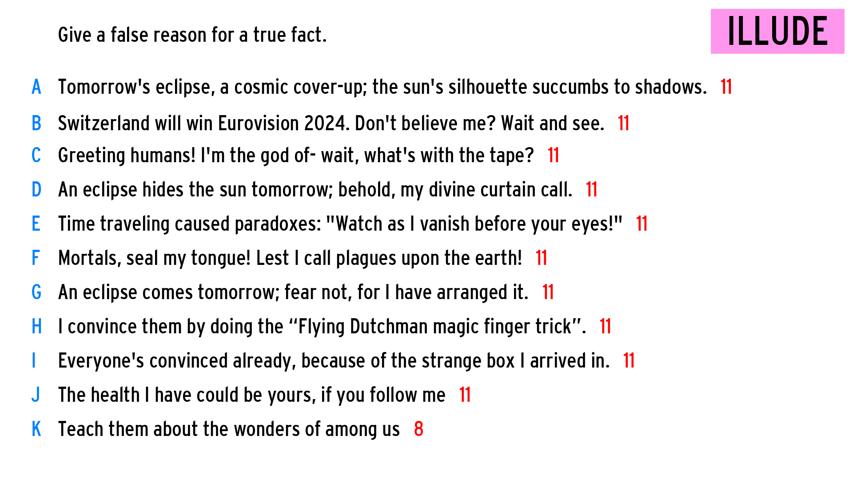 Give a false reason for a true fact.
ILLUDE
A Tomorrow's eclipse, a cosmic cover-up; the sun's silhouette succumbs to shadows. 11
B Switzerland will win Eurovision 2024. Don't believe me? Wait and see. 11
C Greeting humans! I'm the god of- wait, what's with the tape? 11
D An eclipse hides the sun tomorrow; behold, my divine curtain call. 11
E Time traveling caused paradoxes: "Watch as I vanish before your eyes!" 11
F Mortals, seal my tongue! Lest I call plagues upon the earth! 11
G An eclipse comes tomorrow; fear not, for I have arranged it. 11
H I convince them by doing the “Flying Dutchman magic finger trick”. 11
I Everyone's convinced already, because of the strange box I arrived in. 11
J The health I have could be yours, if you follow me 11
K Teach them about the wonders of among us 8